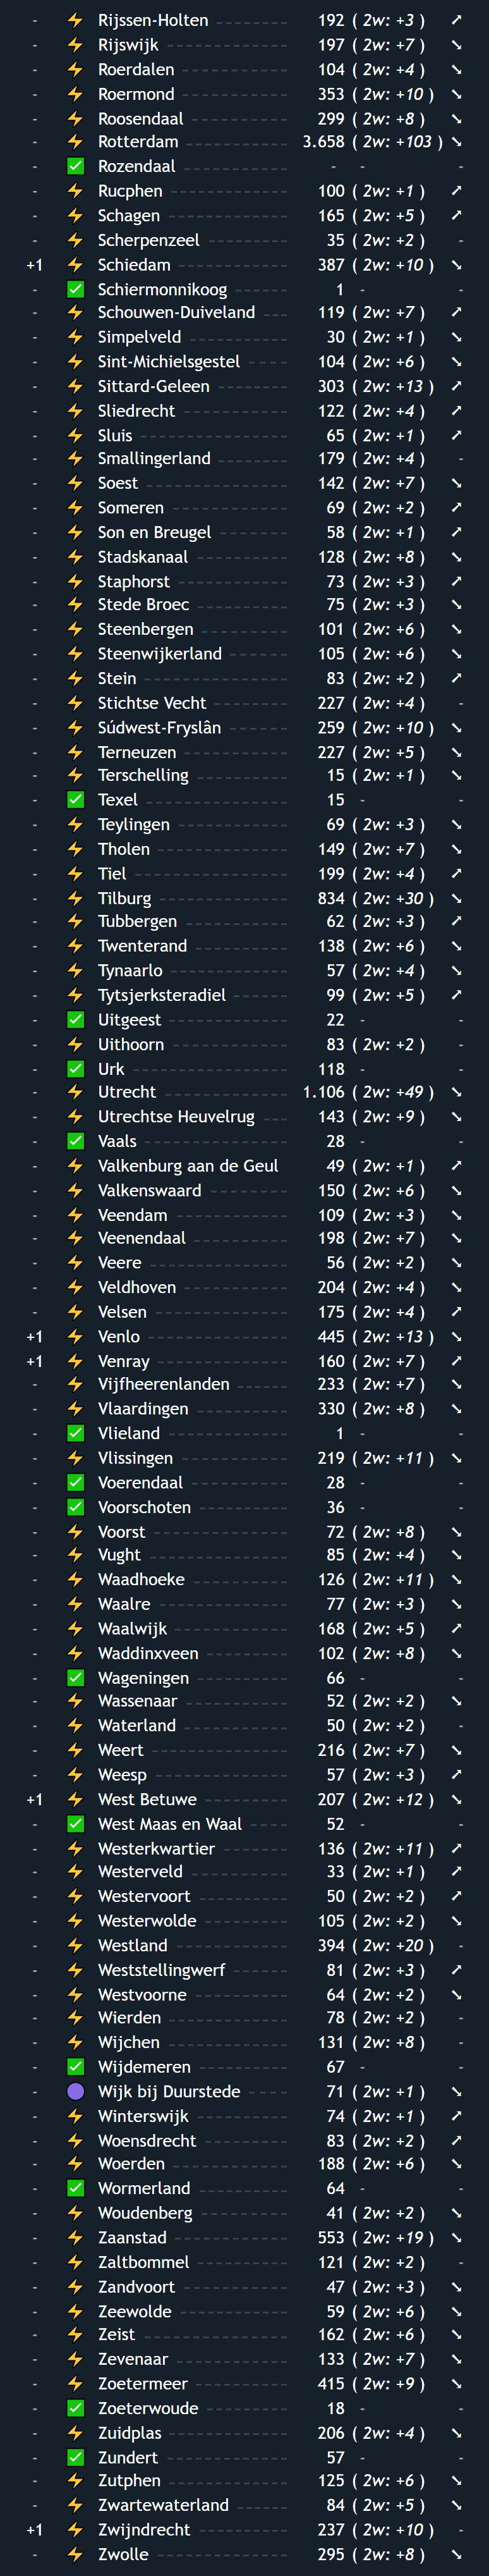 - ⚡ Rijssen-Holten 192 ( 2w: +3 ) ➚
- ⚡ Rijswijk 197 ( 2w: +7 ) ➘
- ⚡ Roerdalen 104 ( 2w: +4 ) ➘
- ⚡ Roermond 353 ( 2w: +10 ) ➘
- ⚡ Roosendaal 299 ( 2w: +8 ) ➘
- ⚡ Rotterdam 3.658 ( 2w: +103 ) ➘
- ✅ Rozendaal - - -
- ⚡ Rucphen 100 ( 2w: +1 ) ➚
- ⚡ Schagen 165 ( 2w: +5 ) ➚
- ⚡ Scherpenzeel 35 ( 2w: +2 ) -
+1 ⚡ Schiedam 387 ( 2w: +10 ) ➘
- ✅ Schiermonnikoog 1 - -
- ⚡ Schouwen-Duiveland 119 ( 2w: +7 ) ➚
- ⚡ Simpelveld 30 ( 2w: +1 ) ➘
- ⚡ Sint-Michielsgestel 104 ( 2w: +6 ) ➘
- ⚡ Sittard-Geleen 303 ( 2w: +13 ) ➚
- ⚡ Sliedrecht 122 ( 2w: +4 ) ➚
- ⚡ Sluis 65 ( 2w: +1 ) ➚
- ⚡ Smallingerland 179 ( 2w: +4 ) -
- ⚡ Soest 142 ( 2w: +7 ) ➘
- ⚡ Someren 69 ( 2w: +2 ) ➚
- ⚡ Son en Breugel 58 ( 2w: +1 ) ➚
- ⚡ Stadskanaal 128 ( 2w: +8 ) ➘
- ⚡ Staphorst 73 ( 2w: +3 ) ➚
- ⚡ Stede Broec 75 ( 2w: +3 ) ➘
- ⚡ Steenbergen 101 ( 2w: +6 ) ➘
- ⚡ Steenwijkerland 105 ( 2w: +6 ) ➘
- ⚡ Stein 83 ( 2w: +2 ) ➚
- ⚡ Stichtse Vecht 227 ( 2w: +4 ) -
- ⚡ Súdwest-Fryslân 259 ( 2w: +10 ) ➘
- ⚡ Terneuzen 227 ( 2w: +5 ) ➘
- ⚡ Terschelling 15 ( 2w: +1 ) ➘
- ✅ Texel 15 - -
- ⚡ Teylingen 69 ( 2w: +3 ) ➘
- ⚡ Tholen 149 ( 2w: +7 ) ➘
- ⚡ Tiel 199 ( 2w: +4 ) ➚
- ⚡ Tilburg 834 ( 2w: +30 ) ➘
- ⚡ Tubbergen 62 ( 2w: +3 ) ➚
- ⚡ Twenterand 138 ( 2w: +6 ) ➘
- ⚡ Tynaarlo 57 ( 2w: +4 ) ➘
- ⚡ Tytsjerksteradiel 99 ( 2w: +5 ) ➚
- ✅ Uitgeest 22 - -
- ⚡ Uithoorn 83 ( 2w: +2 ) -
- ✅ Urk 118 - -
- ⚡ Utrecht 1.106 ( 2w: +49 ) ➘
- ⚡ Utrechtse Heuvelrug 143 ( 2w: +9 ) ➘
- ✅ Vaals 28 - -
- ⚡ Valkenburg aan de Geul 49 ( 2w: +1 ) ➚
- ⚡ Valkenswaard 150 ( 2w: +6 ) ➘
- ⚡ Veendam 109 ( 2w: +3 ) ➘
- ⚡ Veenendaal 198 ( 2w: +7 ) ➘
- ⚡ Veere 56 ( 2w: +2 ) ➘
- ⚡ Veldhoven 204 ( 2w: +4 ) ➘
- ⚡ Velsen 175 ( 2w: +4 ) ➚
+1 ⚡ Venlo 445 ( 2w: +13 ) ➘
+1 ⚡ Venray 160 ( 2w: +7 ) ➚
- ⚡ Vijfheerenlanden 233 ( 2w: +7 ) ➘
- ⚡ Vlaardingen 330 ( 2w: +8 ) ➘
- ✅ Vlieland 1 - -
- ⚡ Vlissingen 219 ( 2w: +11 ) ➘
- ✅ Voerendaal 28 - -
- ✅ Voorschoten 36 - -
- ⚡ Voorst 72 ( 2w: +8 ) ➘
- ⚡ Vught 85 ( 2w: +4 ) ➘
- ⚡ Waadhoeke 126 ( 2w: +11 ) ➘
- ⚡ Waalre 77 ( 2w: +3 ) ➘
- ⚡ Waalwijk 168 ( 2w: +5 ) ➚
- ⚡ Waddinxveen 102 ( 2w: +8 ) ➘
- ✅ Wageningen 66 - -
- ⚡ Wassenaar 52 ( 2w: +2 ) ➘
- ⚡ Waterland 50 ( 2w: +2 ) -
- ⚡ Weert 216 ( 2w: +7 ) ➘
- ⚡ Weesp 57 ( 2w: +3 ) ➚
+1 ⚡ West Betuwe 207 ( 2w: +12 ) ➘
- ✅ West Maas en Waal 52 - -
- ⚡ Westerkwartier 136 ( 2w: +11 ) ➚
- ⚡ Westerveld 33 ( 2w: +1 ) ➚
- ⚡ Westervoort 50 ( 2w: +2 ) ➚
- ⚡ Westerwolde 105 ( 2w: +2 ) ➘
- ⚡ Westland 394 ( 2w: +20 ) -
- ⚡ Weststellingwerf 81 ( 2w: +3 ) ➚
- ⚡ Westvoorne 64 ( 2w: +2 ) ➘
- ⚡ Wierden 78 ( 2w: +2 ) -
- ⚡ Wijchen 131 ( 2w: +8 ) -
- ✅ Wijdemeren 67 - -
- 🟣 Wijk bij Duurstede 71 ( 2w: +1 ) ➘
- ⚡ Winterswijk 74 ( 2w: +1 ) ➚
- ⚡ Woensdrecht 83 ( 2w: +2 ) ➚
- ⚡ Woerden 188 ( 2w: +6 ) ➘
- ✅ Wormerland 64 - -
- ⚡ Woudenberg 41 ( 2w: +2 ) ➘
- ⚡ Zaanstad 553 ( 2w: +19 ) ➘
- ⚡ Zaltbommel 121 ( 2w: +2 ) -
- ⚡ Zandvoort 47 ( 2w: +3 ) ➘
- ⚡ Zeewolde 59 ( 2w: +6 ) ➘
- ⚡ Zeist 162 ( 2w: +6 ) ➘
- ⚡ Zevenaar 133 ( 2w: +7 ) ➘
- ⚡ Zoetermeer 415 ( 2w: +9 ) ➘
- ✅ Zoeterwoude 18 - -
- ⚡ Zuidplas 206 ( 2w: +4 ) ➘
- ✅ Zundert 57 - -
- ⚡ Zutphen 125 ( 2w: +6 ) ➘
- ⚡ Zwartewaterland 84 ( 2w: +5 ) ➘
+1 ⚡ Zwijndrecht 237 ( 2w: +10 ) -
- ⚡ Zwolle 295 ( 2w: +8 ) ➘